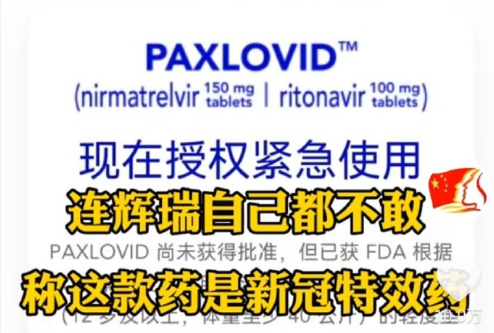 PAXLOVID™
(nirmatrelvir 150 mg tablets | ritonavir 100 mg tablets)
现在授权紧急使用
连辉瑞自己都不敢
PAXLOVID 尚未获得批准，但已获 FDA 根据
称这款药是新冠特效药